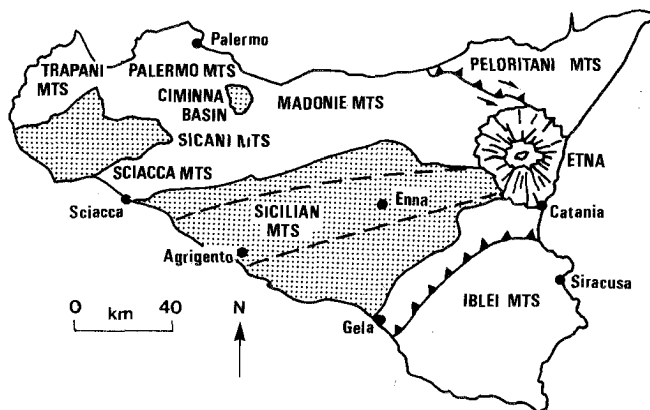 Palermo
PELORITANI MTS
TRAPANI
MTS
PALERMO MTS
CIMINNA
BASIN
MADONIE MTS
SICANI MTS
SCIACCA MTS
ETNA
Sciacca
SICILIAN
MTS
Enna
Catania
Agrigento
Siracusa
IBLEI MTS
0 km 40
N
Gela